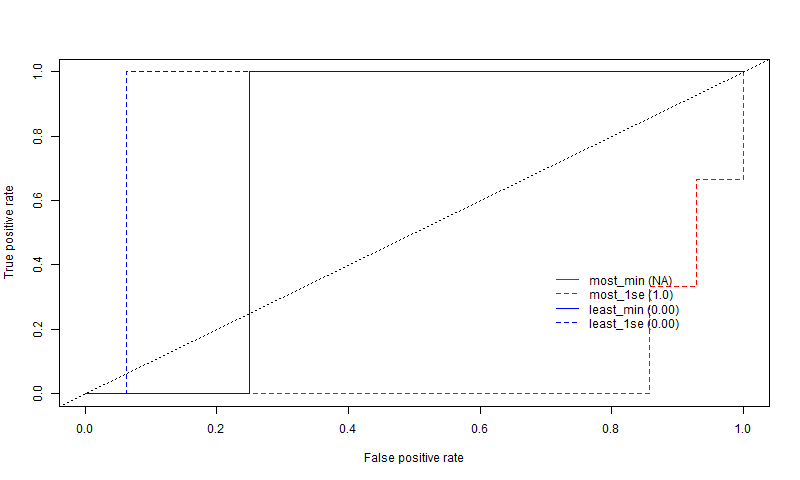 True positive rate
1.0
0.8
0.6
0.4
0.2
0.0
most_min (NA)
most_1se (1.0)
least_min (0.00)
least_1se (0.00)
0.0 0.2 0.4 0.6 0.8 1.0
False positive rate